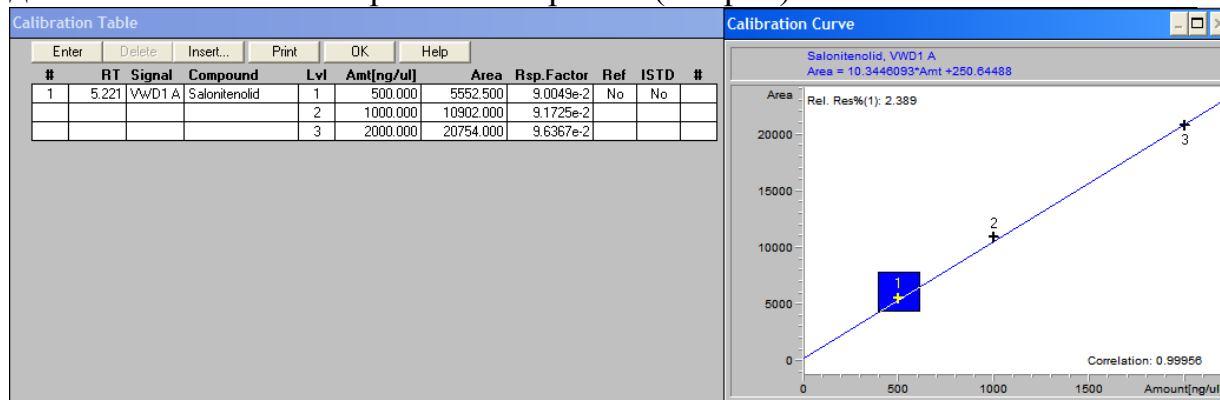 Calibration Table
Enter Delete Insert... Print OK Help
# RT Signal Compound Lvl Amt[ng/ul] Area Rsp.Factor Ref ISTD #
1 5.221 VWD1 A Salonitenolid 1 500.000 5552.500 9.0049e-2 No No
2 1000.000 10902.000 9.1725e-2
3 2000.000 20754.000 9.6367e-2
Calibration Curve
Salonitenolid, VWD1 A
Area = 10.3446093*Amt +250.64488
Area
Rel. Res%(1): 2.389
20000
15000
10000
5000
0
1
2
3
Correlation: 0.99956
0 500 1000 1500 Amount[ng/ul